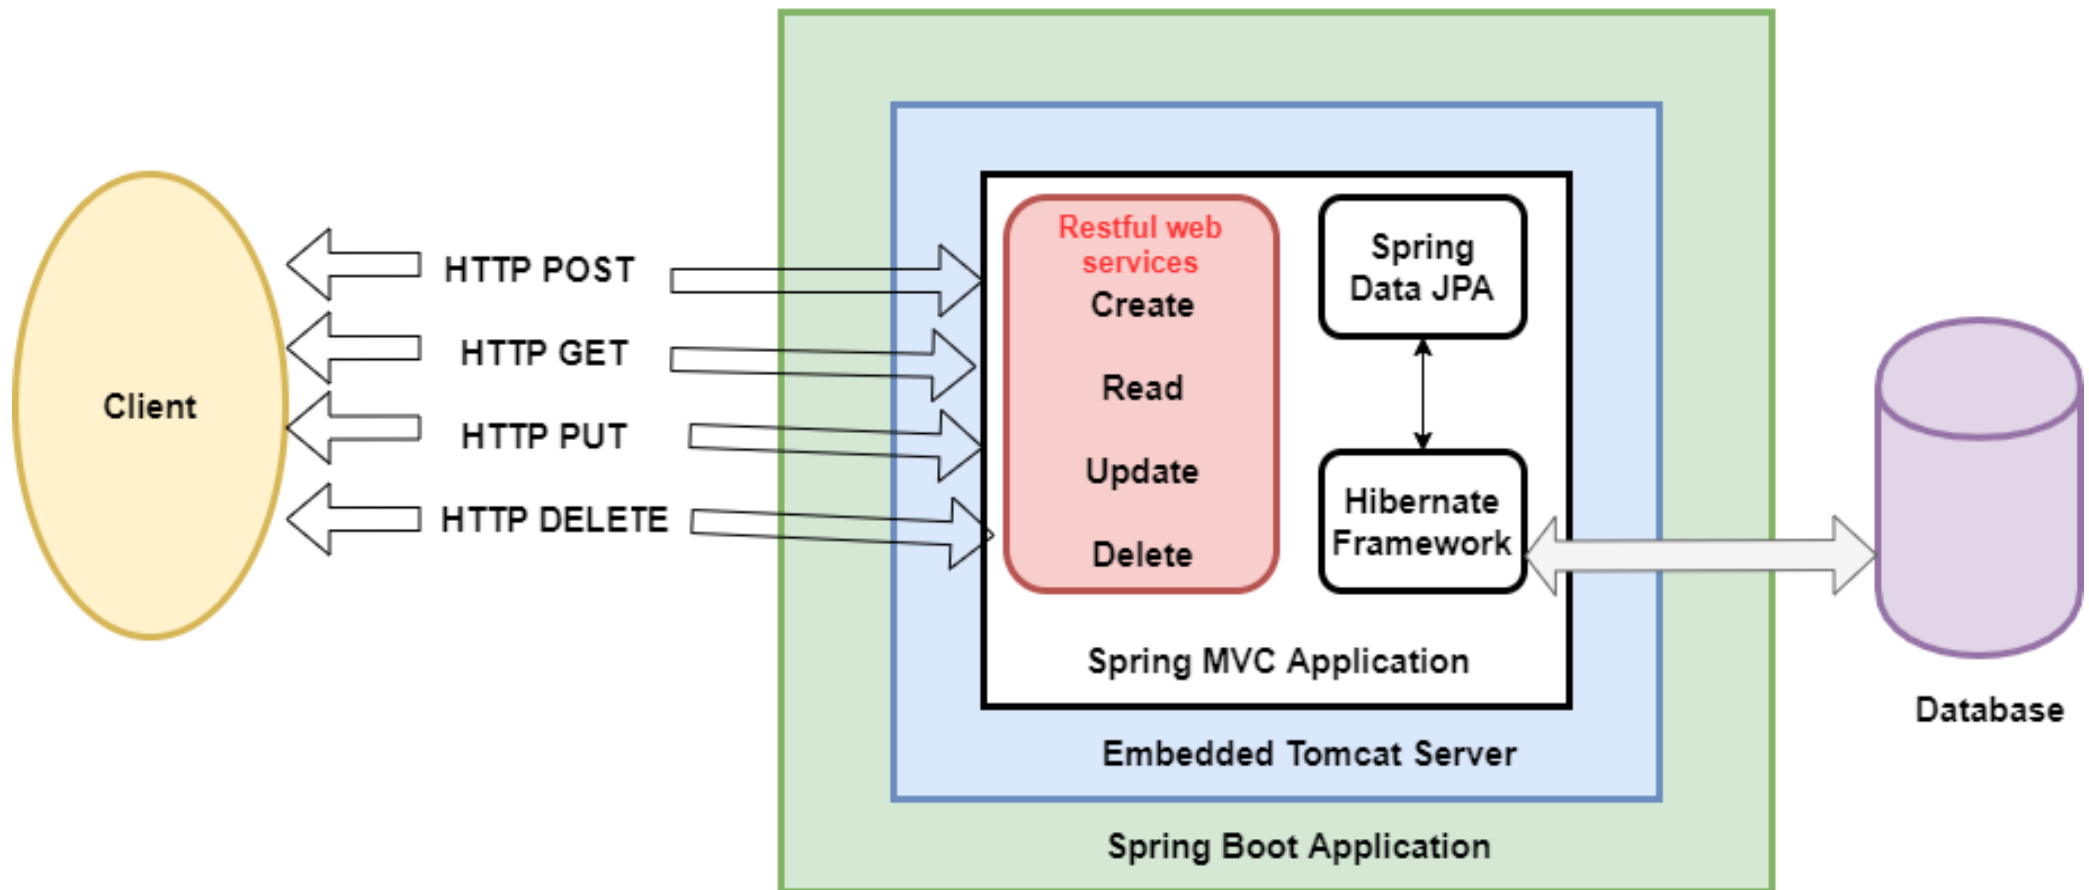 Client
HTTP POST
HTTP GET
HTTP PUT
HTTP DELETE
Restful web
services
Create
Read
Update
Delete
Spring
Data JPA
Hibernate
Framework
Spring MVC Application
Embedded Tomcat Server
Spring Boot Application
Database